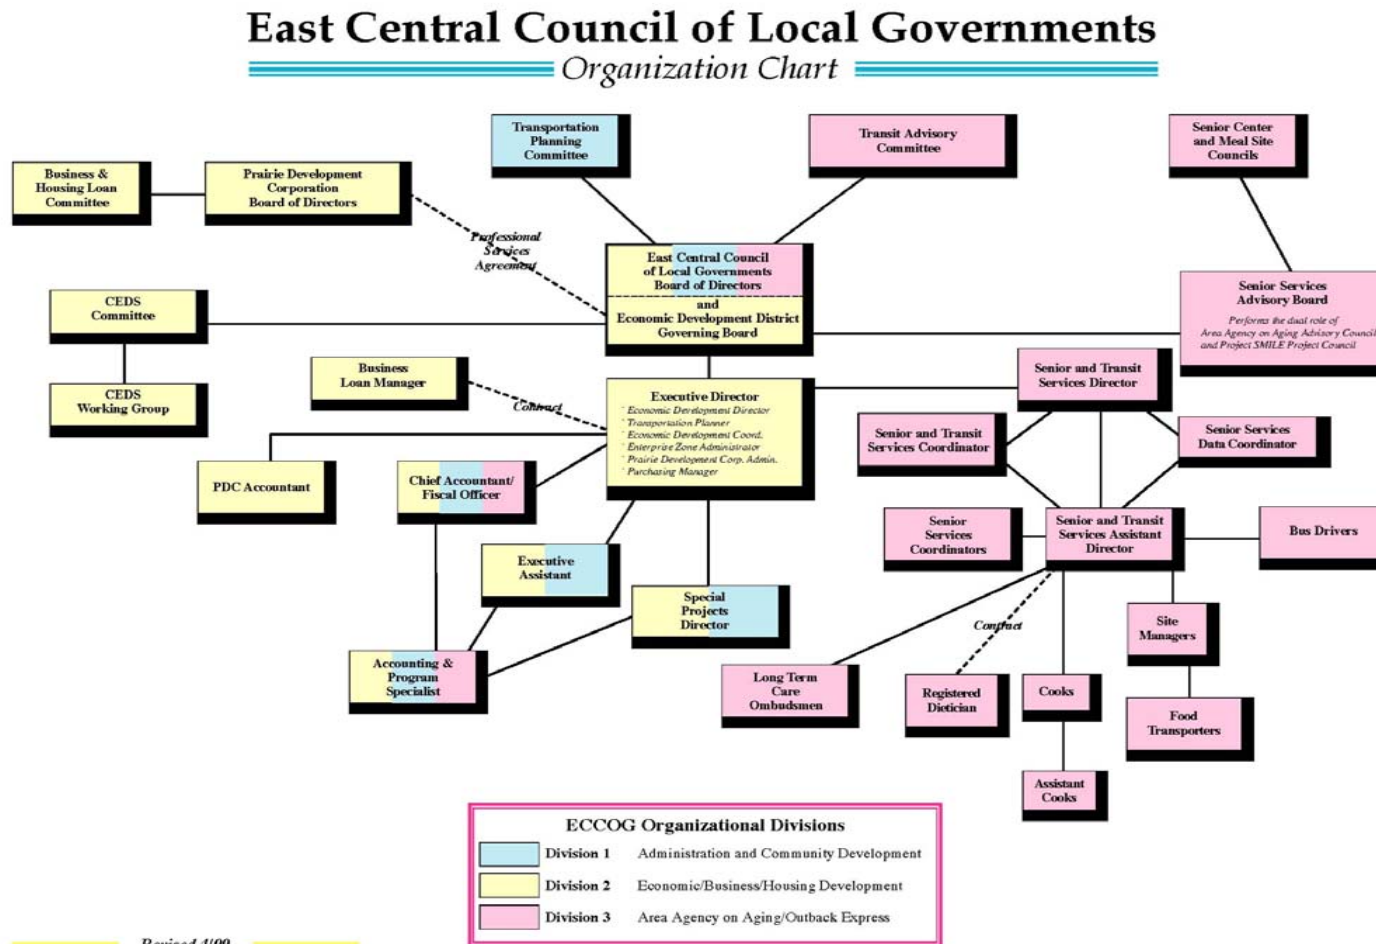 East Central Council of Local Governments
Organization Chart
Transportation
Planning
Committee
Transit Advisory
Committee
Senior Center
and Meal Site
Councils
Business &
Housing Loan
Committee
Prairie Development
Corporation
Board of Directors
Professional
Services
Agreement
East Central Council
of Local Governments
Board of Directors
and
Economic Development District
Governing Board
Senior Services
Advisory Board
Performs the dual role of
Area Agency on Aging Advisory Council
and Project SMILE Project Council
CEDS
Committee
CEDS
Working Group
Business
Loan Manager
Contract
Executive Director
* Economic Development Director
* Transportation Planner
* Economic Development Coord.
* Enterprise Zone Administrator
* Prairie Development Corp. Admin.
* Purchasing Manager
Senior and Transit
Services Director
Senior and Transit
Services Coordinator
Senior Services
Data Coordinator
PDC Accountant
Chief Accountant/
Fiscal Officer
Senior
Services
Coordinators
Senior and Transit
Services Assistant
Director
Bus Drivers
Executive
Assistant
Special
Projects
Director
Accounting &
Program
Specialist
Contract
Site
Managers
Long Term
Care
Ombudsmen
Registered
Dietician
Cooks
Food
Transporters
Assistant
Cooks
ECCOG Organizational Divisions
Division 1 Administration and Community Development
Division 2 Economic/Business/Housing Development
Division 3 Area Agency on Aging/Outback Express
Revised 4/09